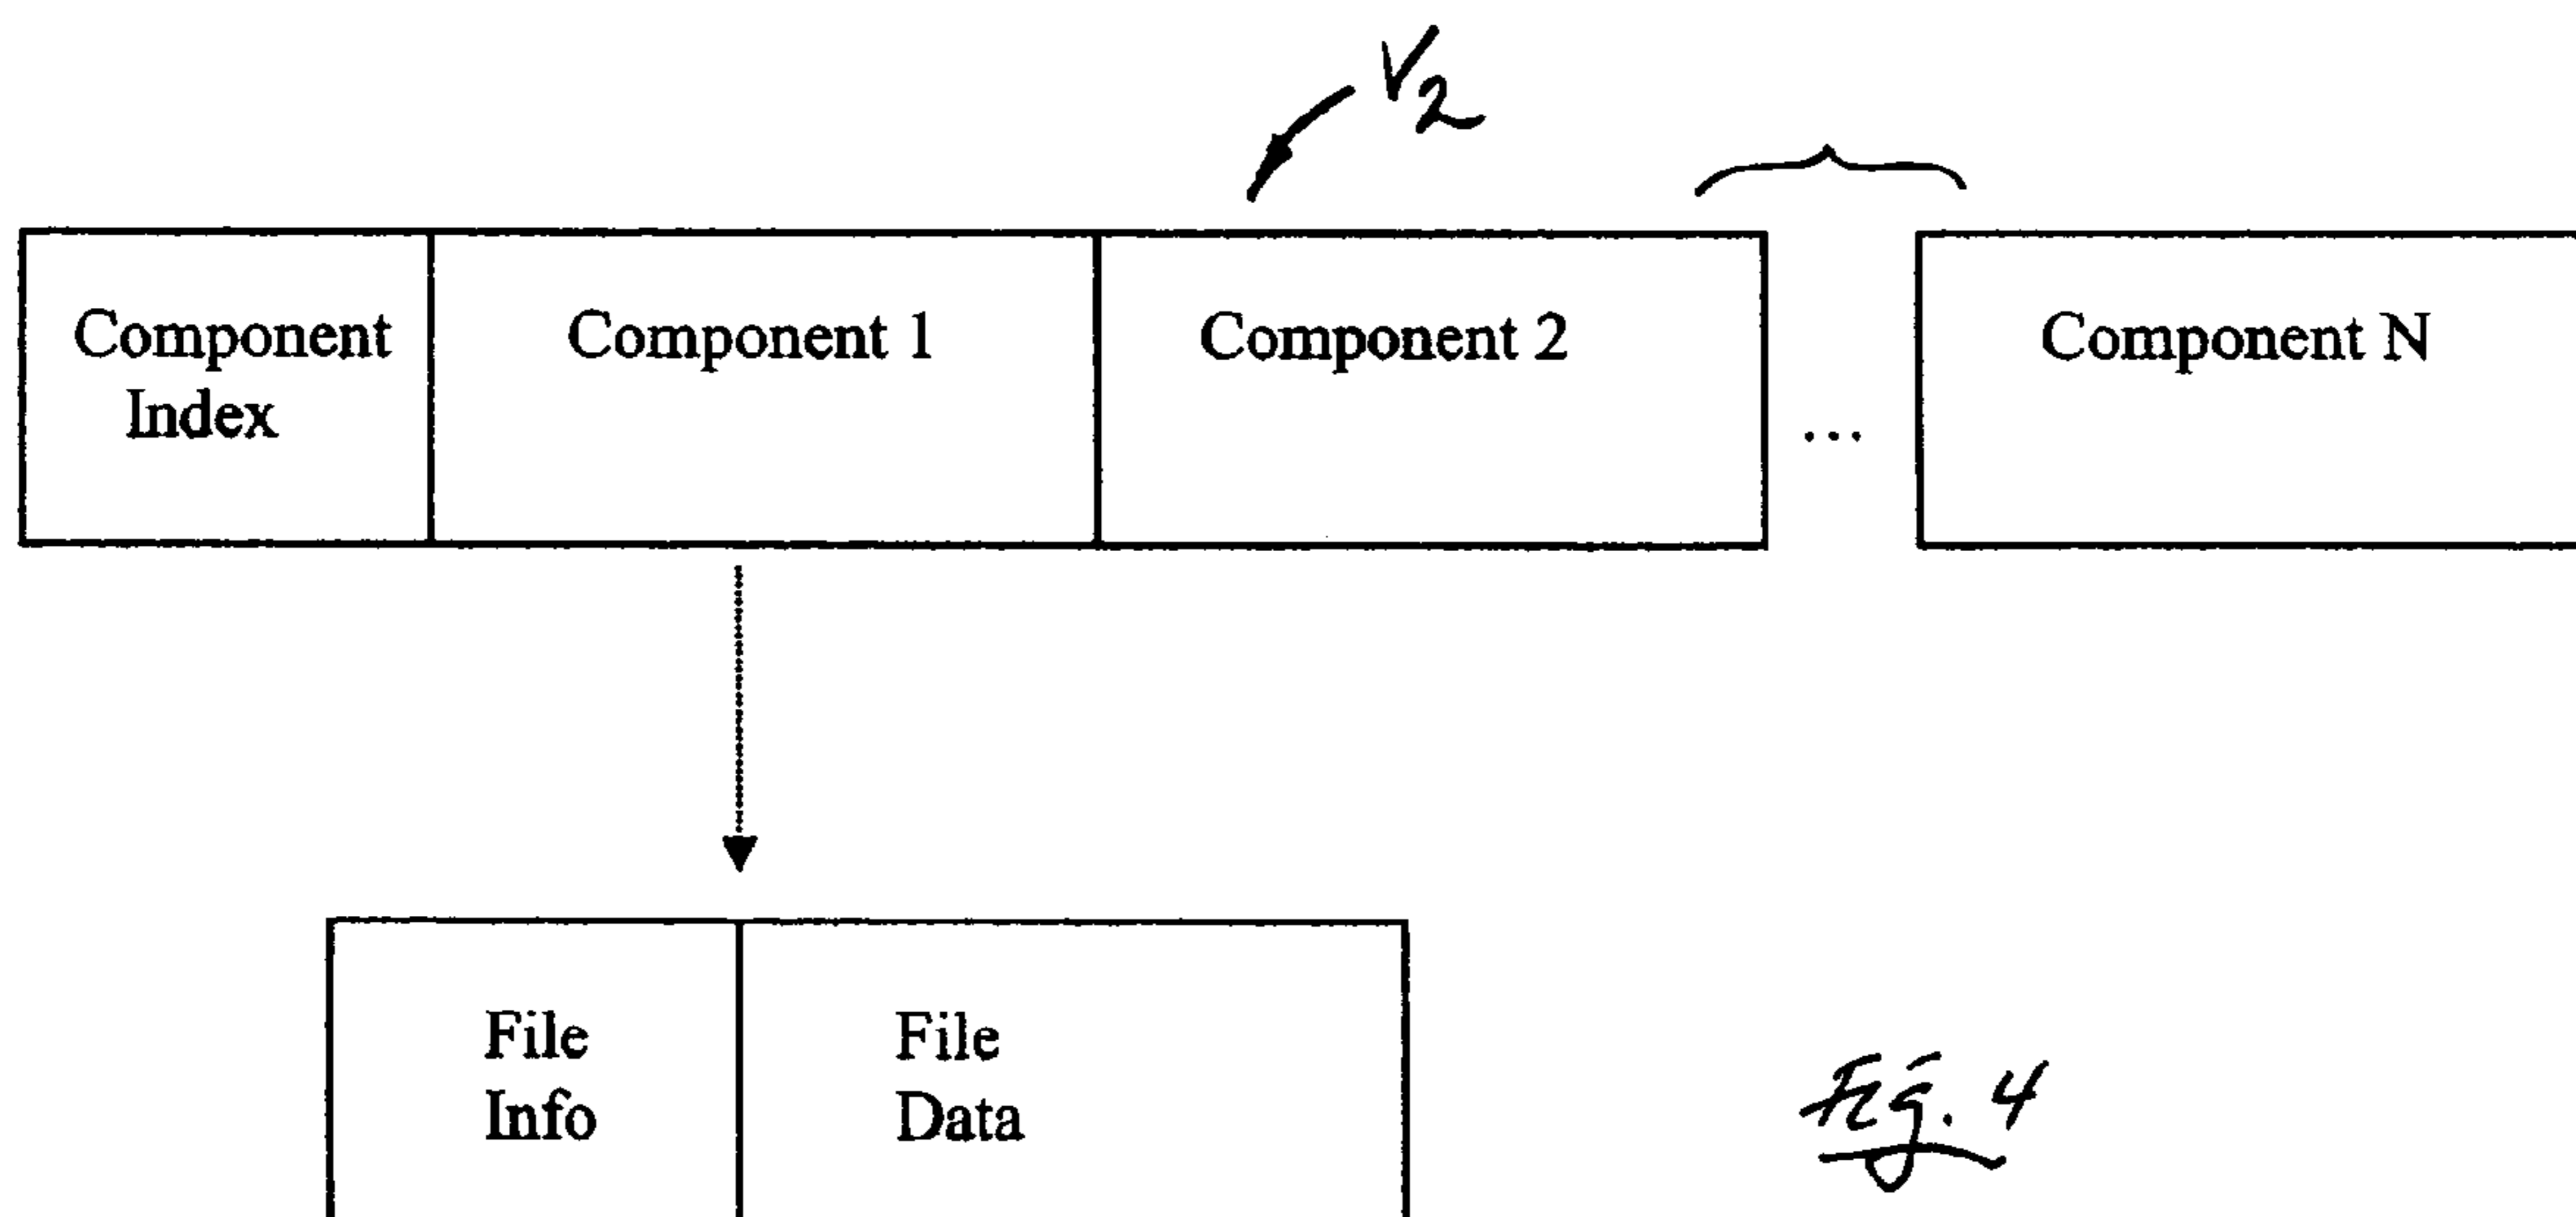 V2
Component
Index
Component 1
Component 2
...
Component N
File
Info
File
Data
Fig. 4